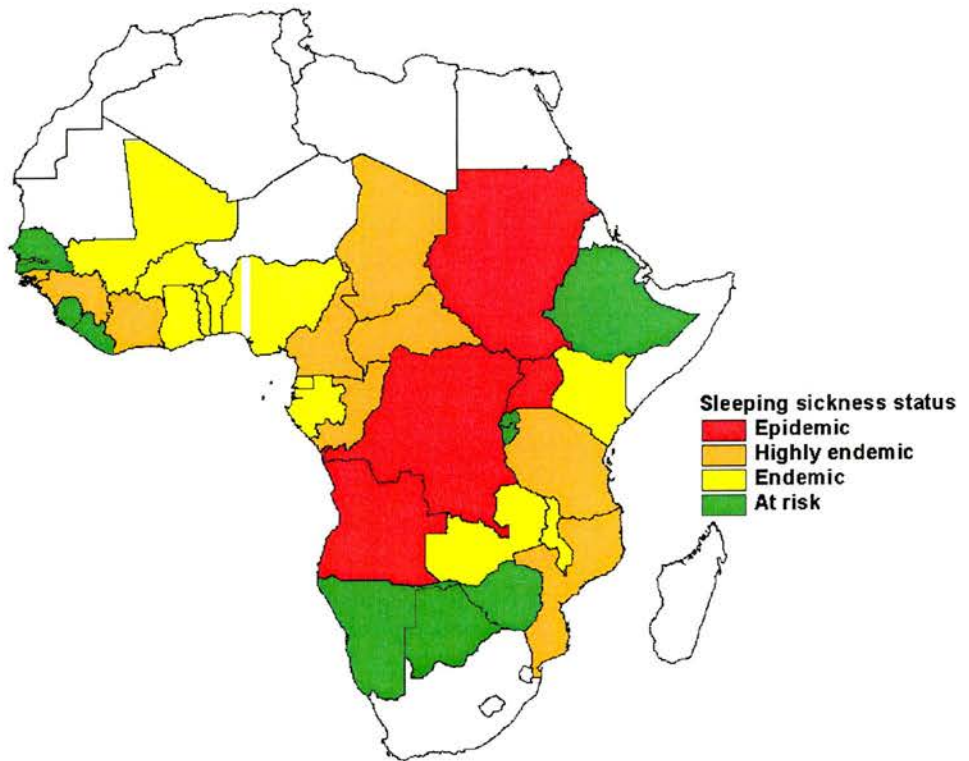 Sleeping sickness status
Epidemic
Highly endemic
Endemic
At risk